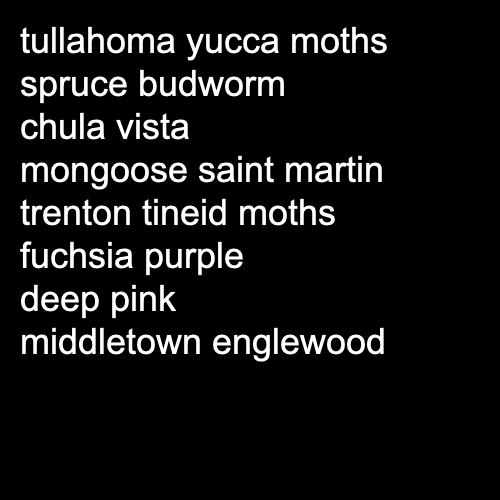 tullahoma yucca moths
spruce budworm
chula vista
mongoose saint martin
trenton tineid moths
fuchsia purple
deep pink
middletown englewood